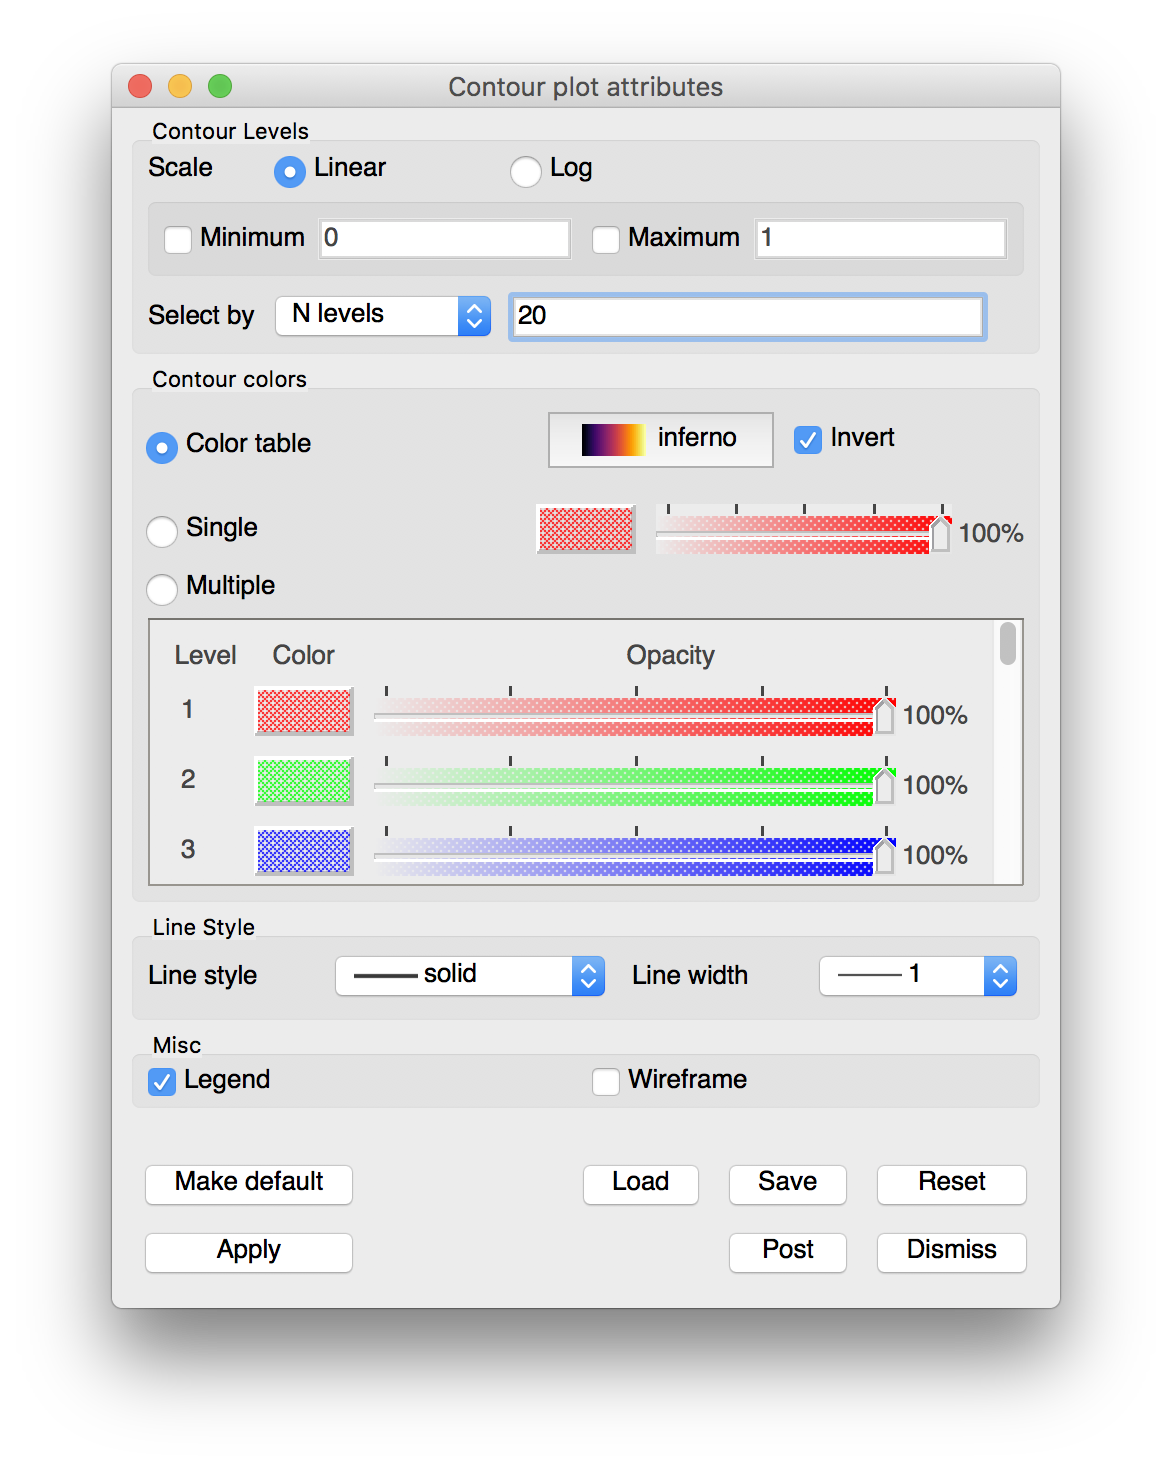 Contour plot attributes
Contour Levels
Scale Linear Log
Minimum 0 Maximum 1
Select by N levels 20
Contour colors
Color table inferno Invert
Single 100%
Multiple
Level Color Opacity
1 100%
2 100%
3 100%
Line Style
Line style solid Line width 1
Misc
Legend Wireframe
Make default Load Save Reset
Apply Post Dismiss